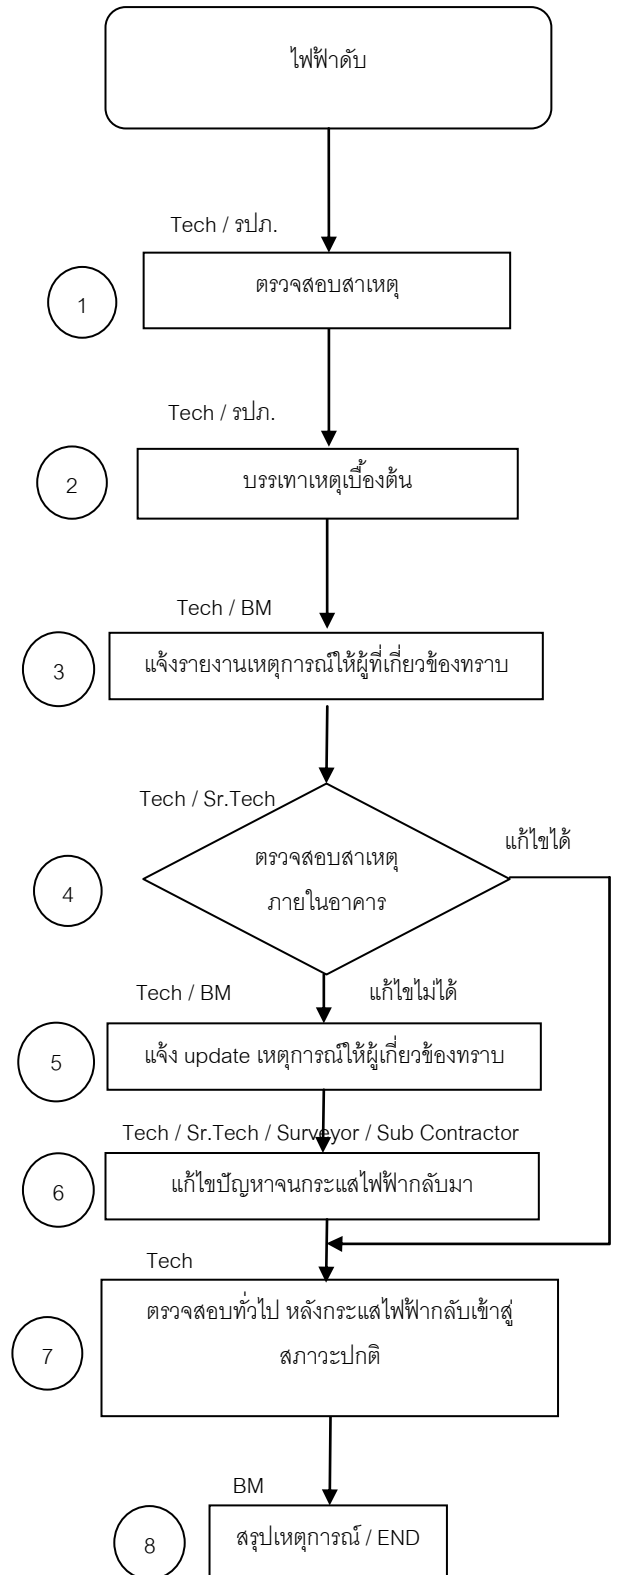 ไฟฟ้าดับ
Tech / รปภ.
1
ตรวจสอบสาเหตุ
Tech / รปภ.
2
บรรเทาเหตุเบื้องต้น
Tech / BM
3
แจ้งรายงานเหตุการณ์ให้ผู้ที่เกี่ยวข้องทราบ
Tech / Sr.Tech
แก้ไขได้
4
ตรวจสอบสาเหตุ
ภายในอาคาร
Tech / BM
แก้ไขไม่ได้
5
แจ้ง update เหตุการณ์ให้ผู้เกี่ยวข้องทราบ
Tech / Sr.Tech / Surveyor / Sub Contractor
6
แก้ไขปัญหาจนกระแสไฟฟ้ากลับมา
Tech
7
ตรวจสอบทั่วไป หลังกระแสไฟฟ้ากลับเข้าสู่
สภาวะปกติ
BM
8
สรุปเหตุการณ์ / END